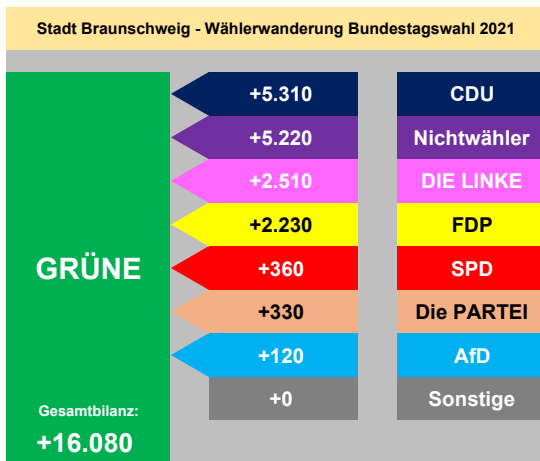 Stadt Braunschweig - Wählerwanderung Bundestagswahl 2021
+5.310 CDU
+5.220 Nichtwähler
+2.510 DIE LINKE
+2.230 FDP
GRÜNE +360 SPD
+330 Die PARTEI
+120 AfD
+0 Sonstige
Gesamtbilanz:
+16.080